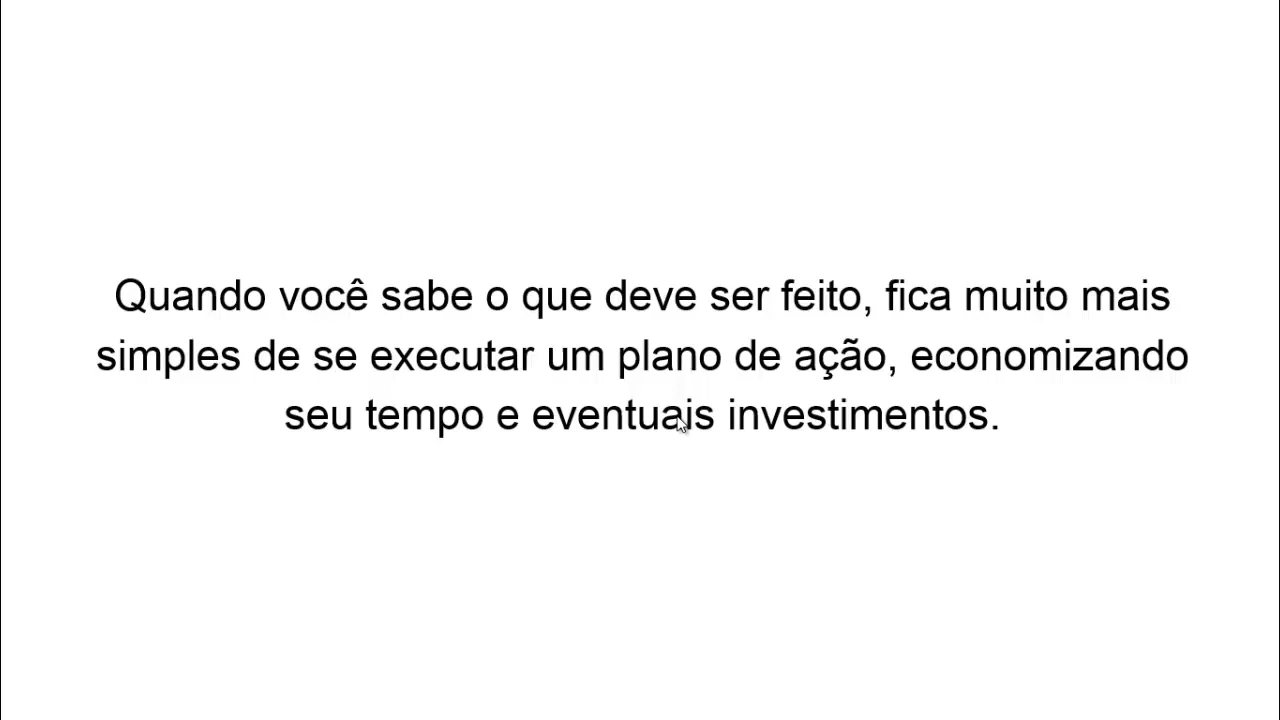 Quando você sabe o que deve ser feito, fica muito mais
simples de se executar um plano de ação, economizando
seu tempo e eventuais investimentos.